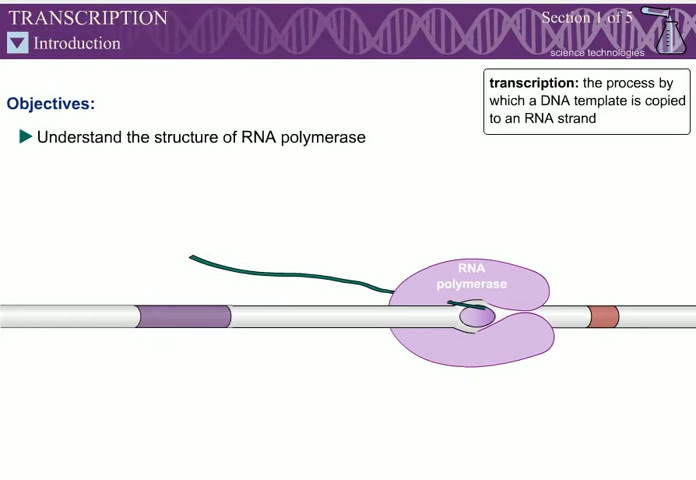 TRANSCRIPTION
Section 1 of 5
Introduction
science technologies
transcription: the process by
which a DNA template is copied
to an RNA strand
Objectives:
Understand the structure of RNA polymerase
RNA
polymerase